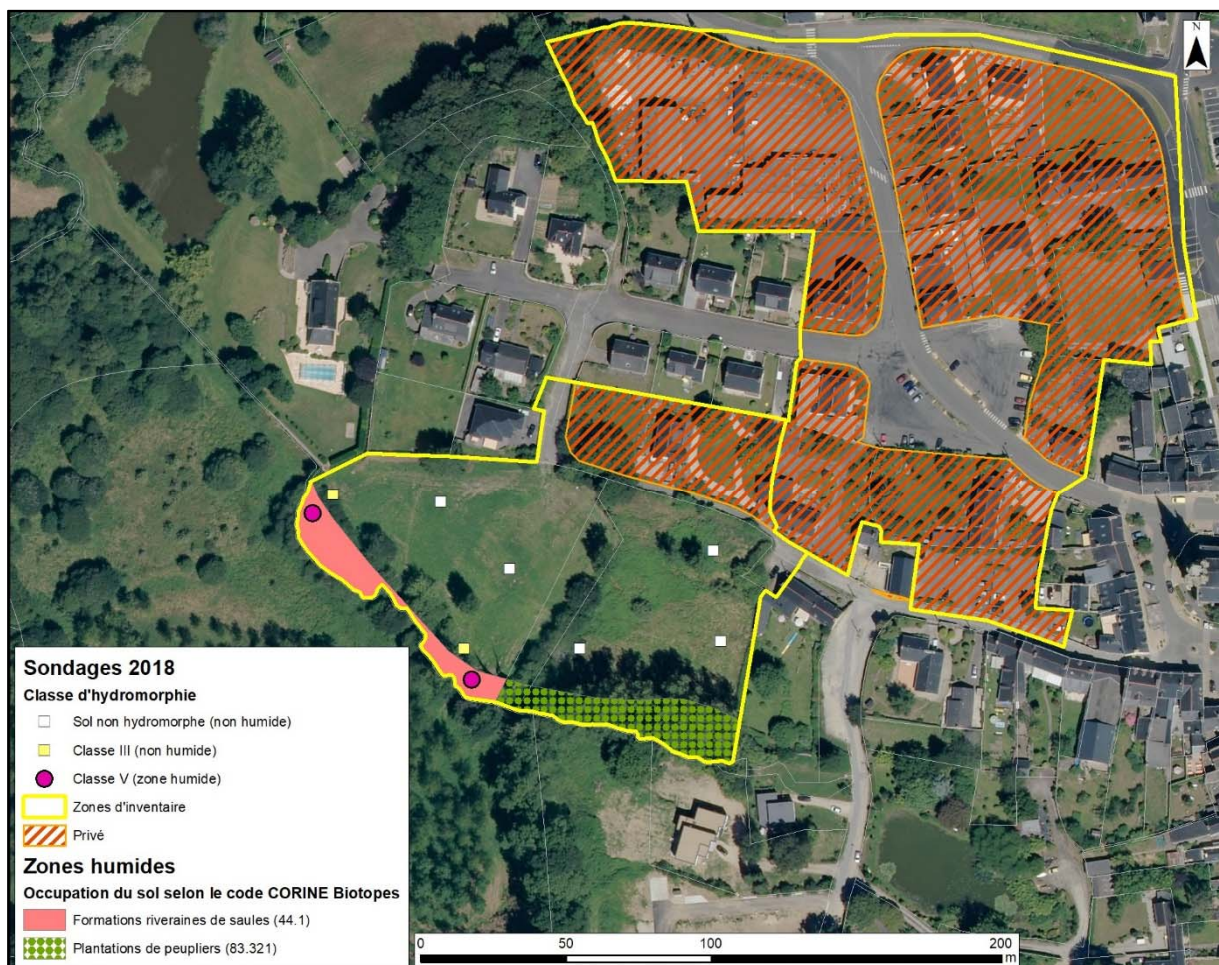 N
Sondages 2018
Classe d'hydromorphie
Sol non hydromorphe (non humide)
Classe III (non humide)
Classe V (zone humide)
Zones d'inventaire
Privé
Zones humides
Occupation du sol selon le code CORINE Biotopes
Formations riveraines de saules (44.1)
Plantations de peupliers (83.321)
0 50 100 200
m